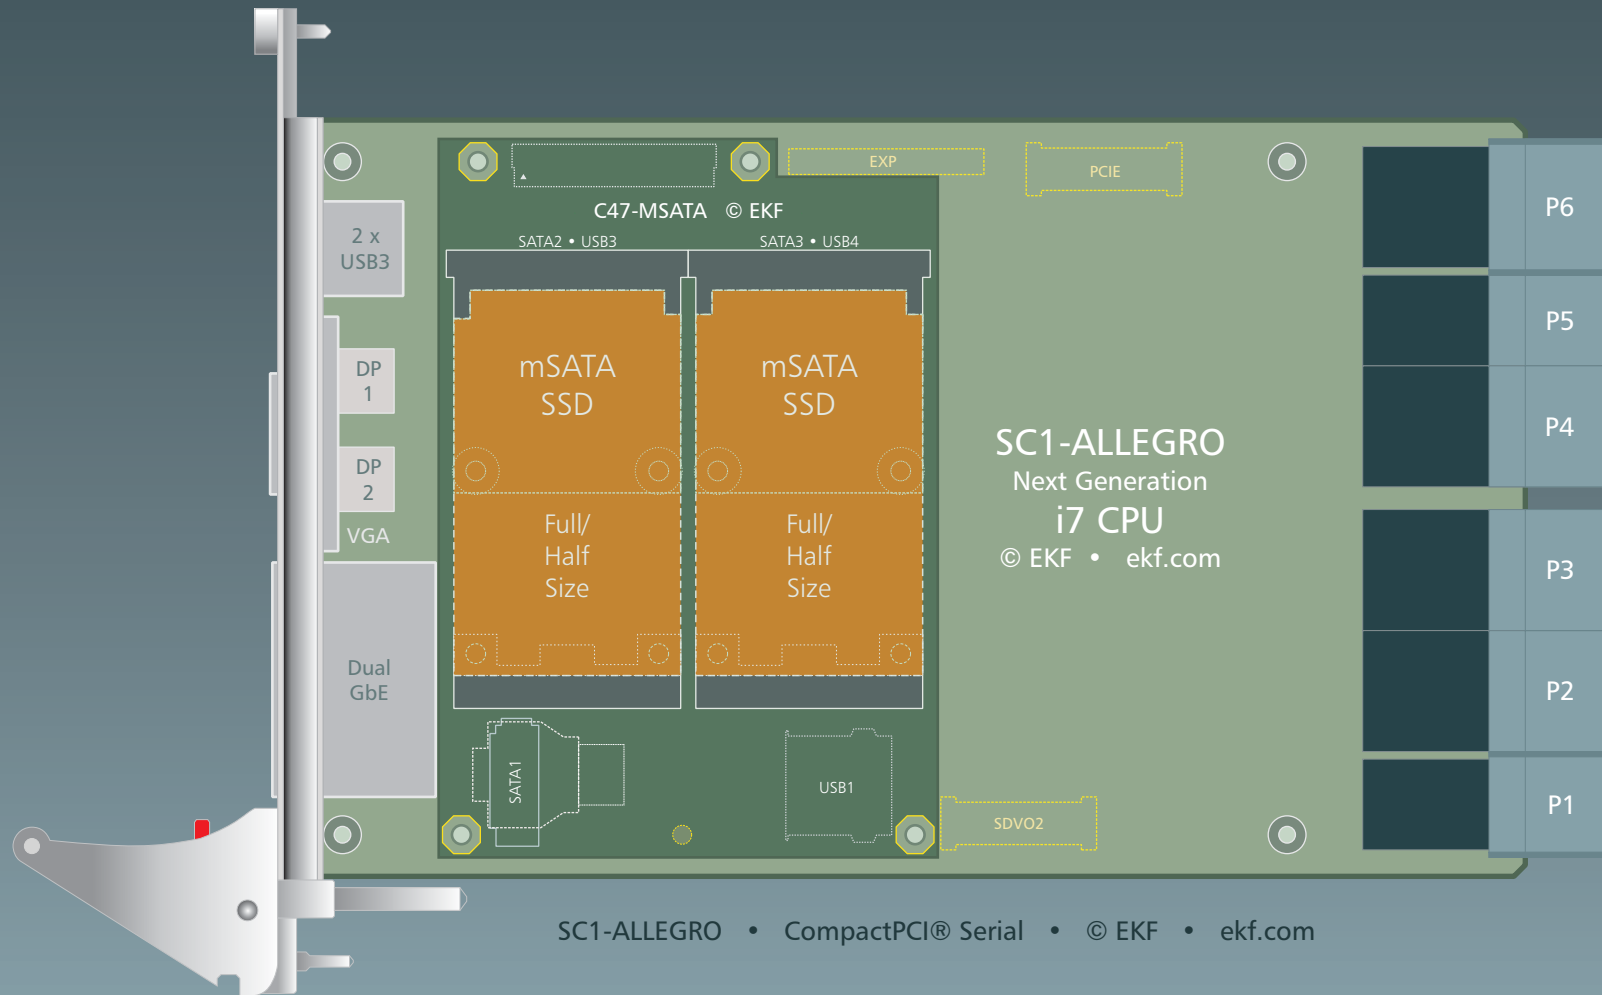 EXP
PCIE
C47-MSATA © EKF
SATA2 • USB3
SATA3 • USB4
2 x
USB3
DP
1
DP
2
VGA
Dual
GbE
mSATA
SSD
Full/
Half
Size
mSATA
SSD
Full/
Half
Size
SATA1
USB1
SDVO2
SC1-ALLEGRO
Next Generation
i7 CPU
© EKF • ekf.com
P6
P5
P4
P3
P2
P1
SC1-ALLEGRO • CompactPCI® Serial • © EKF • ekf.com